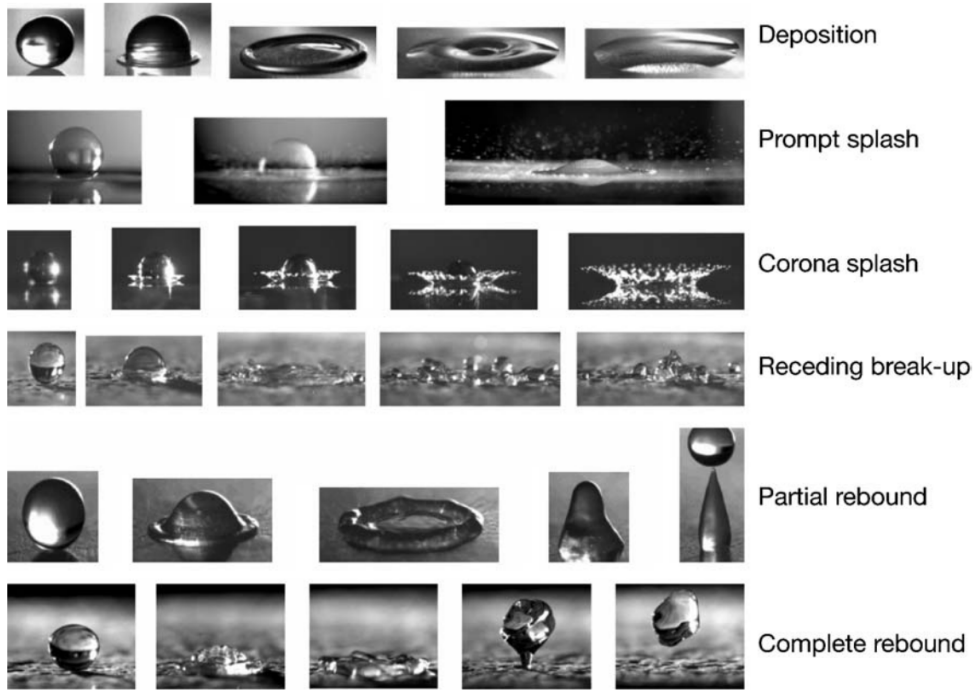 Deposition
Prompt splash
Corona splash
Receding break-up
Partial rebound
Complete rebound